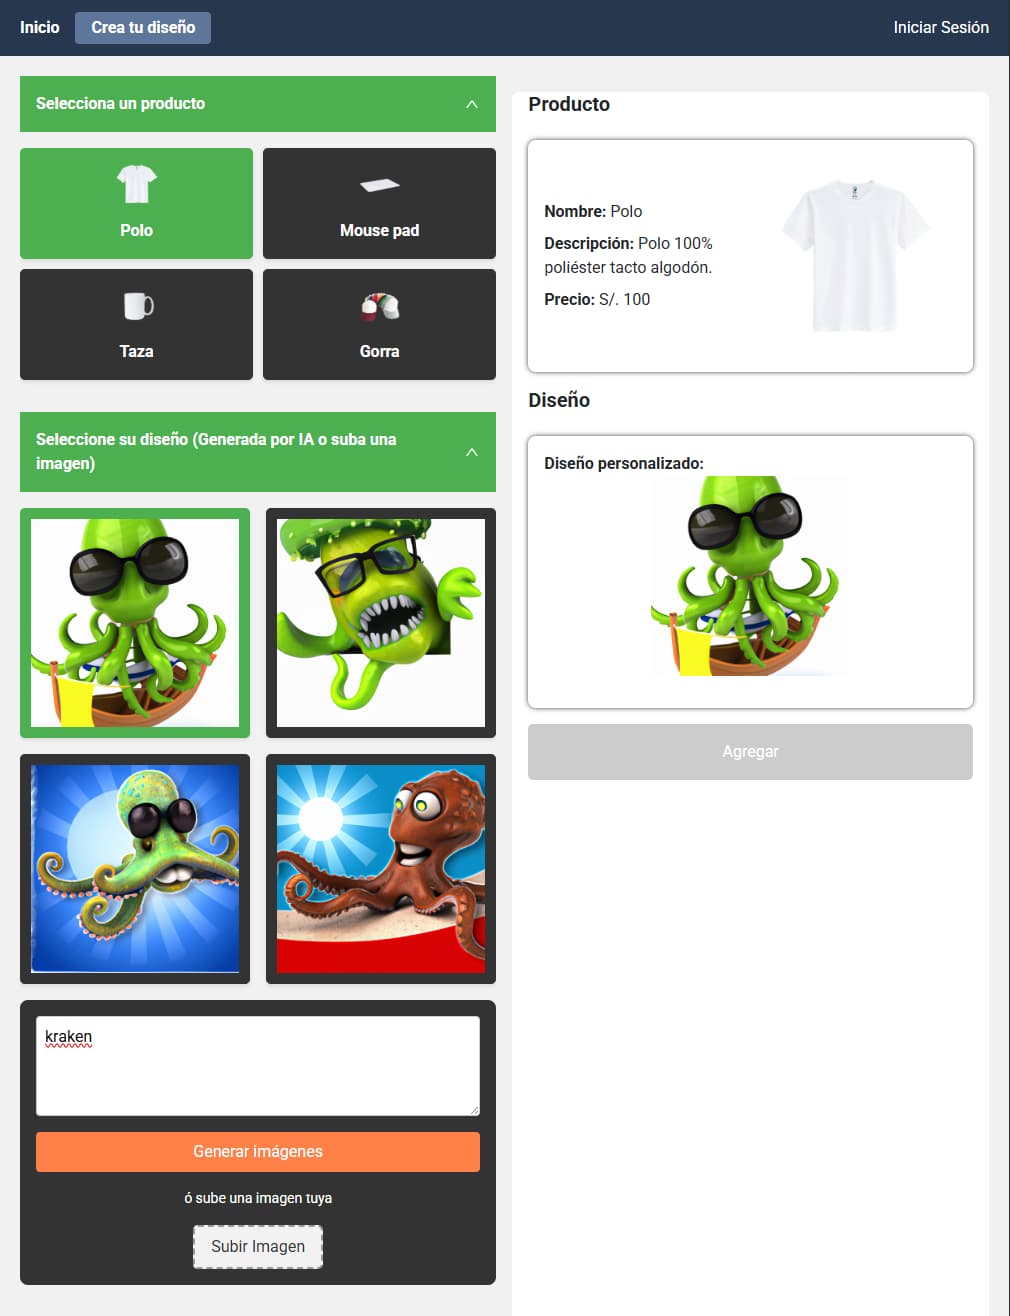 Inicio
Crea tu diseño
Iniciar Sesión
Selecciona un producto
Polo
Mouse pad
Taza
Gorra
Seleccione su diseño (Generada por IA o suba una
imagen)
kraken
Generar imágenes
ó sube una imagen tuya
Subir Imagen
Producto
Nombre: Polo
Descripción: Polo 100%
poliéster tacto algodón.
Precio: S/. 100
Diseño
Diseño personalizado:
Agregar